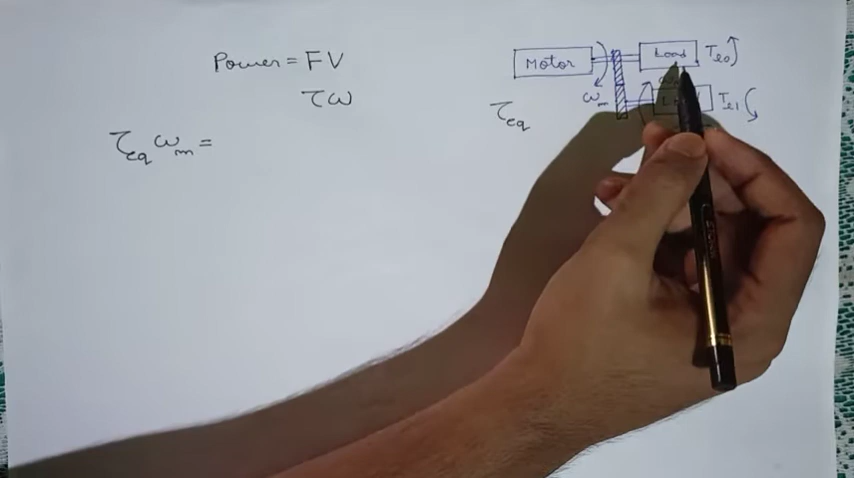 Power = FV
τω
τeq ωm =
Motor
Load
Tl0
ωm
Tl1
τeq